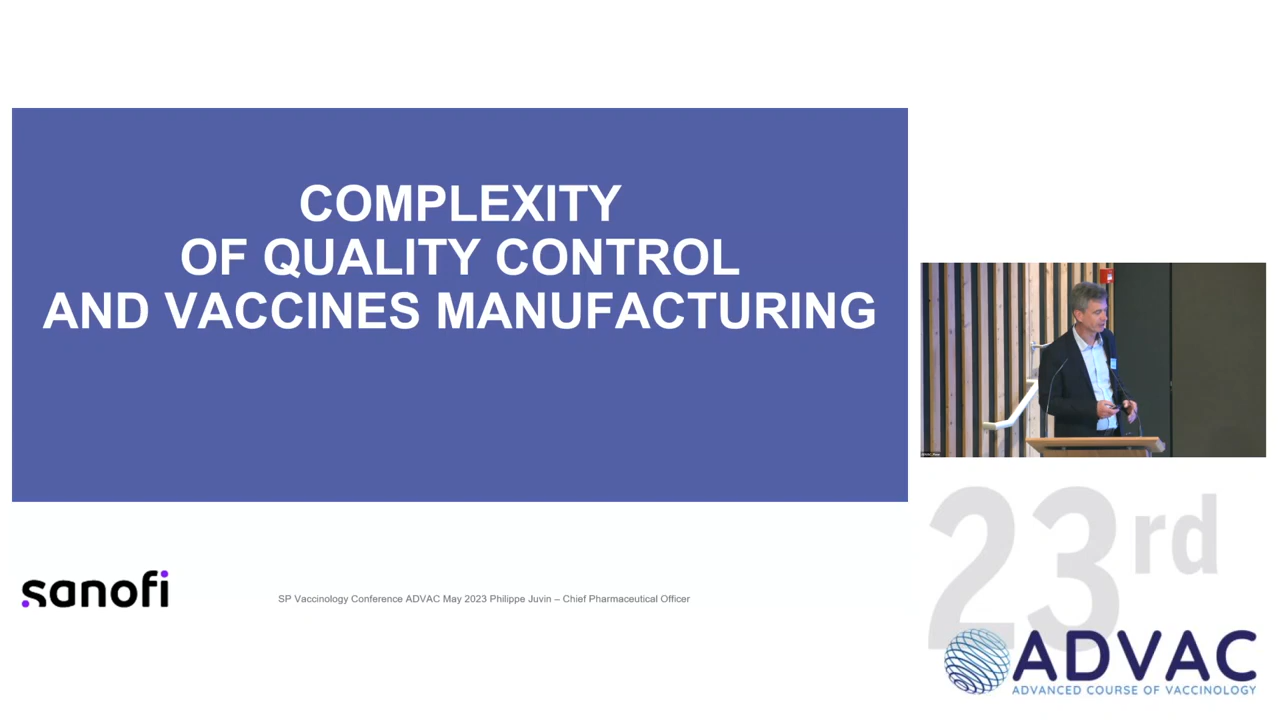 COMPLEXITY
OF QUALITY CONTROL
AND VACCINES MANUFACTURING
sanofi
SP Vaccinology Conference ADVAC May 2023 Philippe Juvin – Chief Pharmaceutical Officer
23rd
ADVAC
ADVANCED COURSE OF VACCINOLOGY